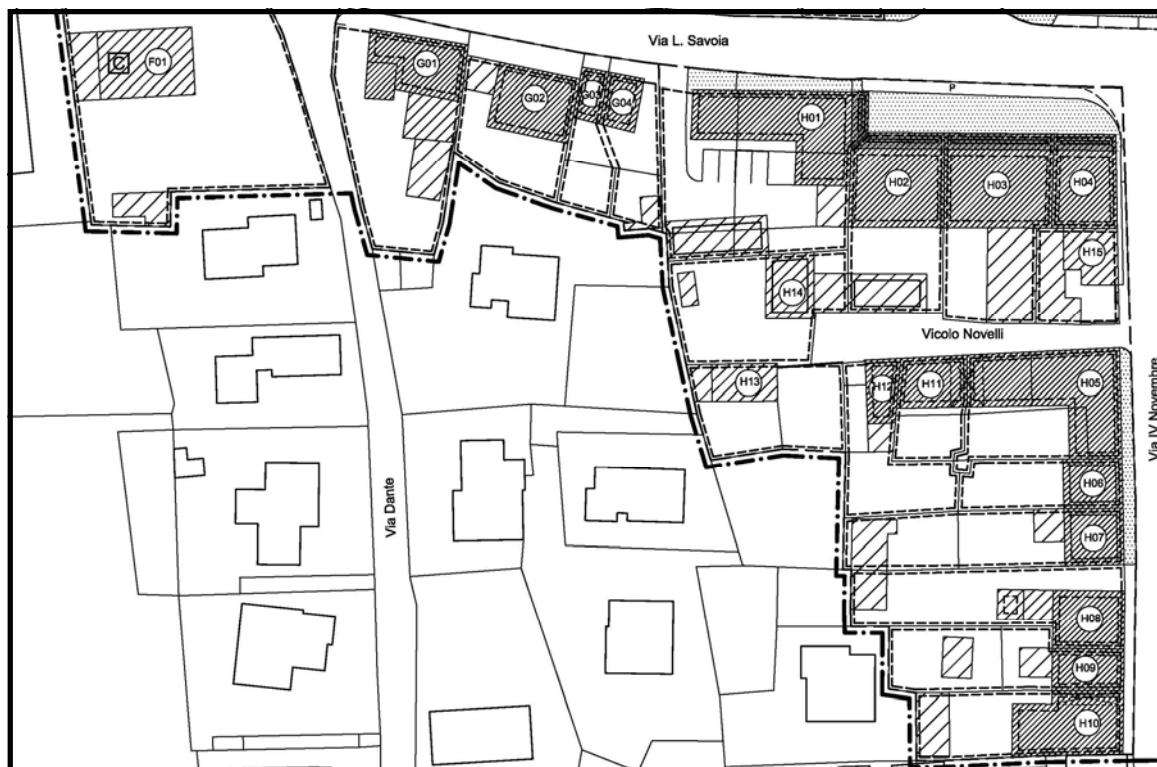 Via L. Savoia
F01
C
G01
G02
G03
G04
P
H01
H02
H03
H04
H15
H14
Vicolo Novelli
H13
H12
H11
H05
Via IV Novembre
H06
Via Dante
H07
H08
H09
H10